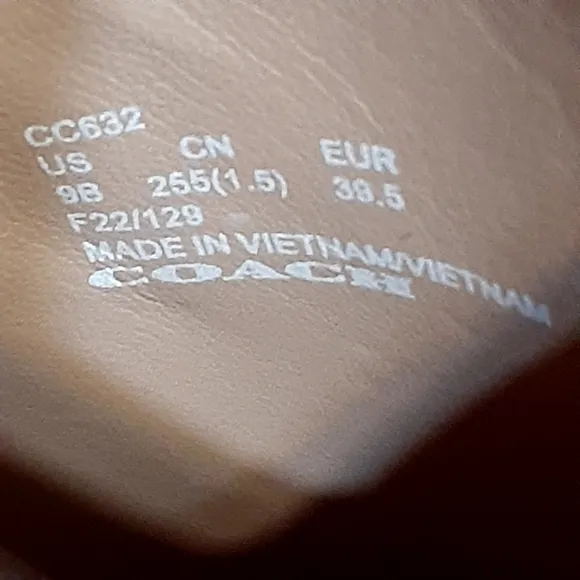 CC632
US CN EUR
9B 255(1.5) 39.5
F22/129
MADE IN VIETNAM/VIETNAM
COACH